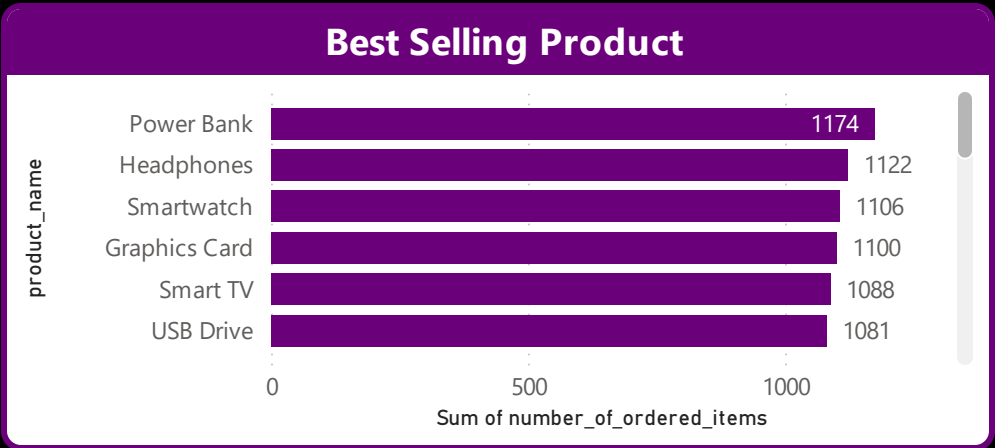 Best Selling Product
product_name
Power Bank 1174
Headphones 1122
Smartwatch 1106
Graphics Card 1100
Smart TV 1088
USB Drive 1081
0 500 1000
Sum of number_of_ordered_items